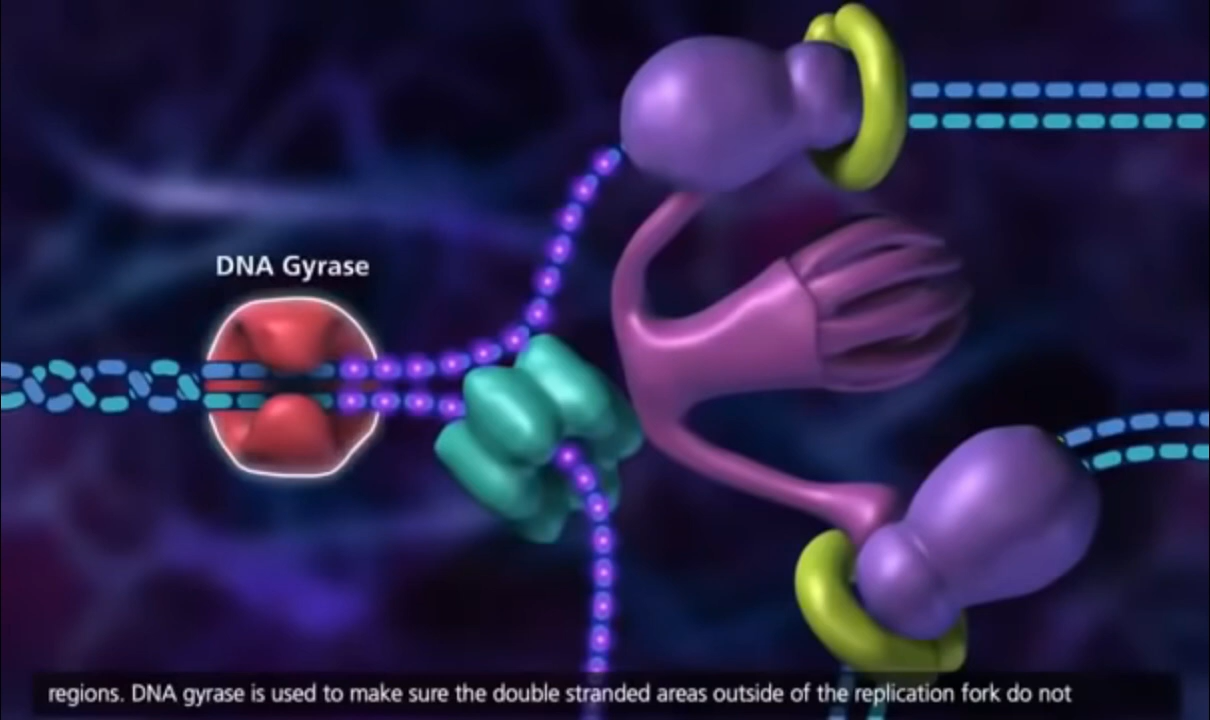 DNA Gyrase
regions. DNA gyrase is used to make sure the double stranded areas outside of the replication fork do not